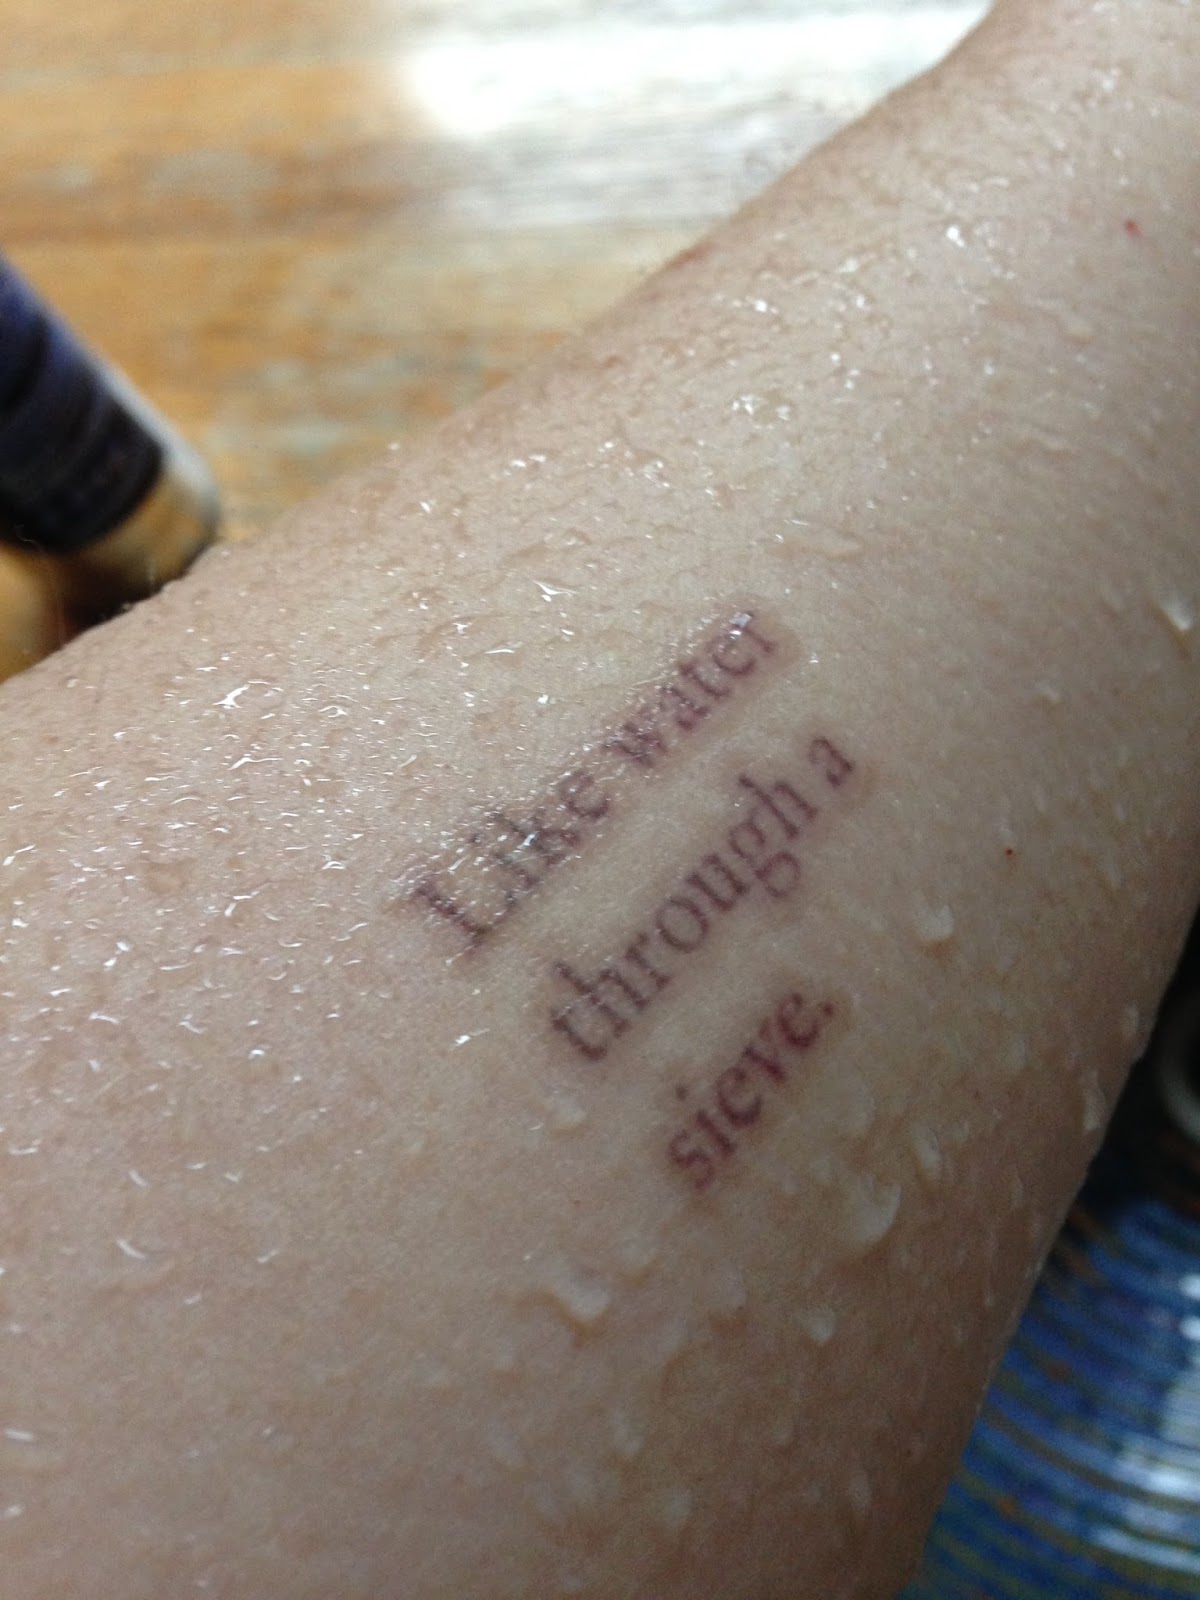 Like water
through a
sieve.